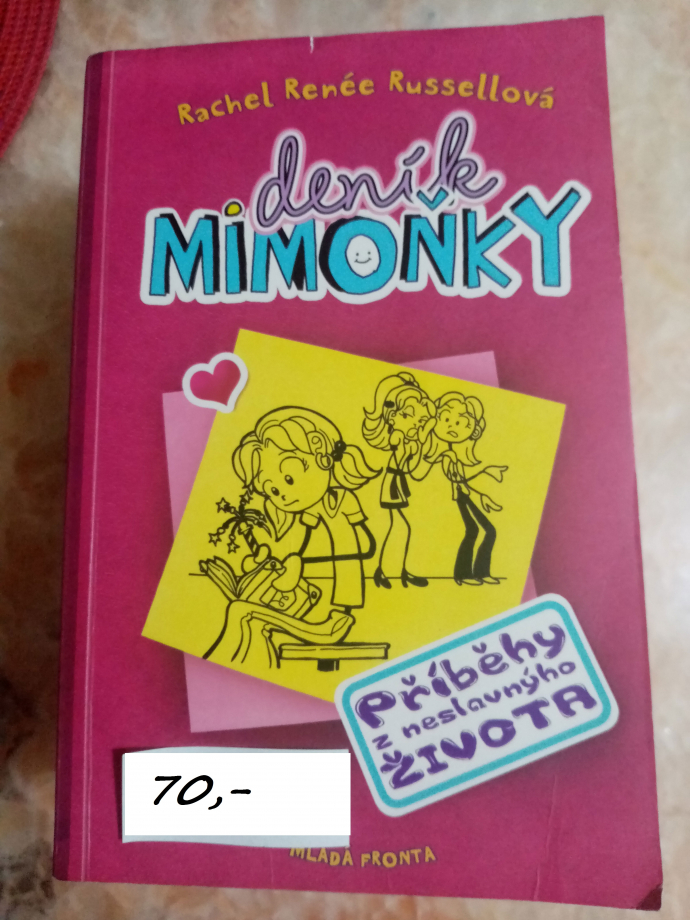 Rachel Renée Russellová
deník
MIMOŇKY
Příběhy
z neslavnýho
ŽIVOTA
70,-
MLADÁ FRONTA